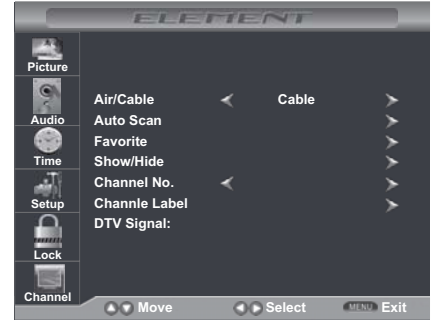 ELEMENT
Picture
Audio
Time
Setup
Lock
Channel
Air/Cable Cable
Auto Scan
Favorite
Show/Hide
Channel No.
Channle Label
DTV Signal:
Move Select MENU Exit